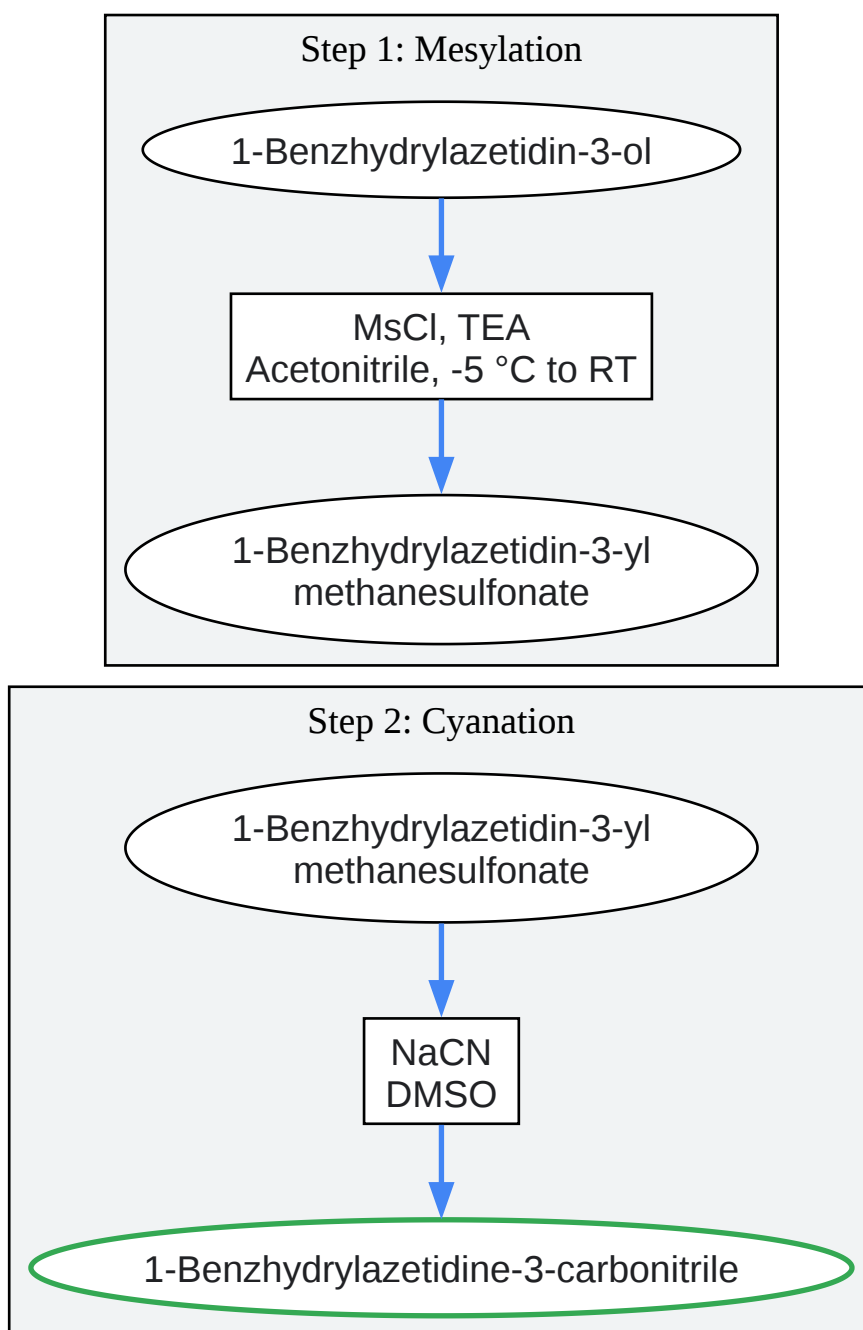 Step 1: Mesylation
1-Benzhydrylazetidin-3-ol
MsCl, TEA
Acetonitrile, -5 °C to RT
1-Benzhydrylazetidin-3-yl
methanesulfonate
Step 2: Cyanation
1-Benzhydrylazetidin-3-yl
methanesulfonate
NaCN
DMSO
1-Benzhydrylazetidine-3-carbonitrile